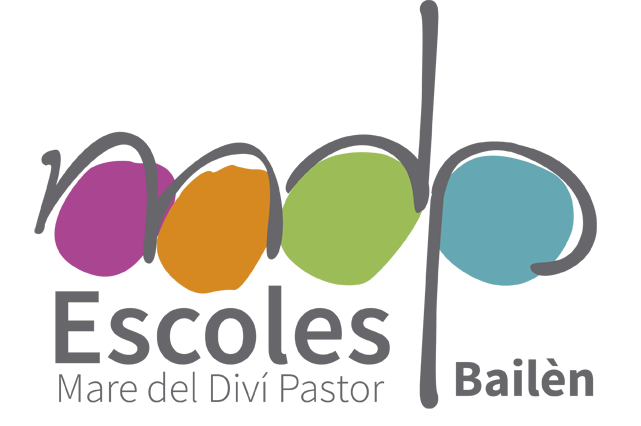 mdp
Escoles
Mare del Diví Pastor
Bailèn